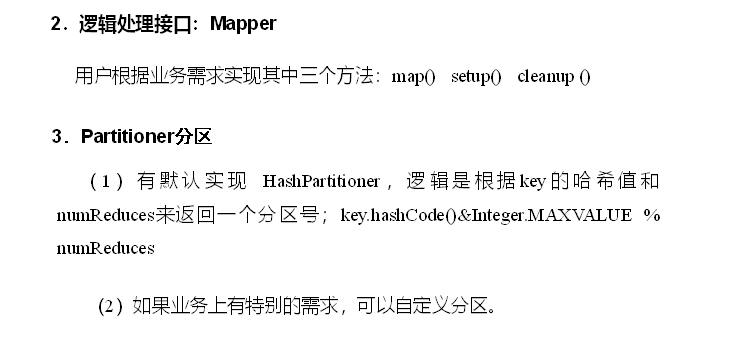 2．逻辑处理接口：Mapper
用户根据业务需求实现其中三个方法：map() setup() cleanup ()
3．Partitioner分区
（1）有默认实现 HashPartitioner，逻辑是根据key的哈希值和
numReduces来返回一个分区号；key.hashCode()&Integer.MAXVALUE %
numReduces
（2）如果业务上有特别的需求，可以自定义分区。